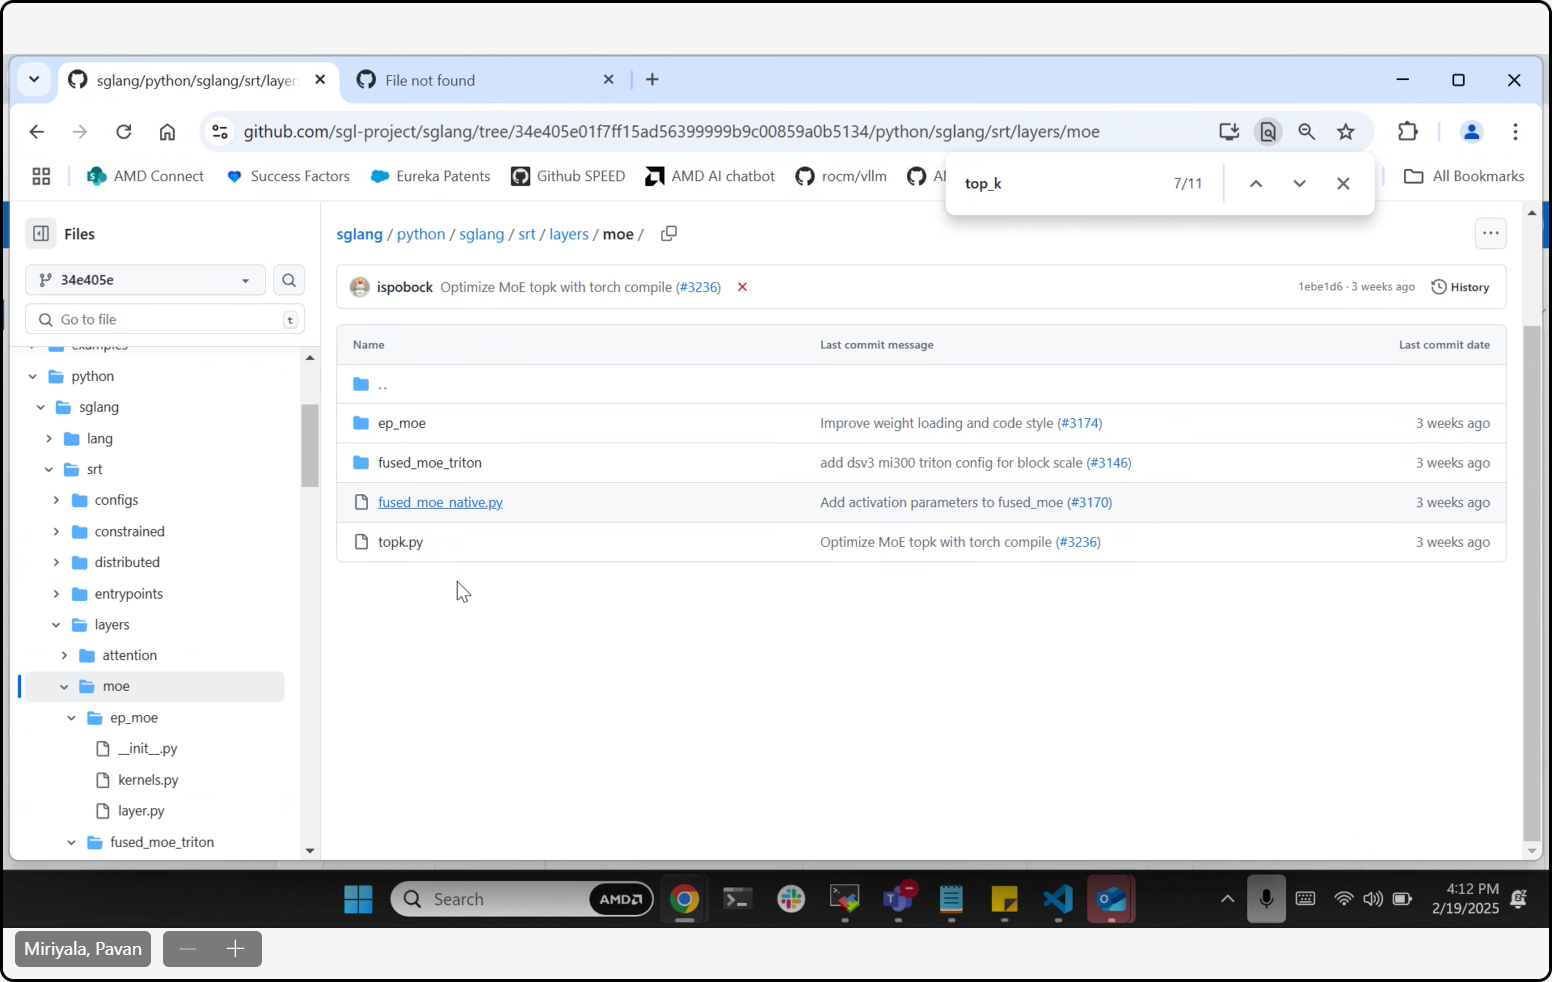 sglang/python/sglang/srt/layer
File not found
github.com/sgl-project/sglang/tree/34e405e01f7ff15ad56399999b9c00859a0b5134/python/sglang/srt/layers/moe
AMD Connect
Success Factors
Eureka Patents
Github SPEED
AMD AI chatbot
rocm/vllm
All Bookmarks
top_k
7/11
Files
34e405e
Go to file
t
examples
python
sglang
lang
srt
configs
constrained
distributed
entrypoints
layers
attention
moe
ep_moe
__init__.py
kernels.py
layer.py
fused_moe_triton
sglang / python / sglang / srt / layers / moe /
ispobock Optimize MoE topk with torch compile (#3236)
1ebe1d6 · 3 weeks ago
History
Name Last commit message Last commit date
..
ep_moe Improve weight loading and code style (#3174) 3 weeks ago
fused_moe_triton add dsv3 mi300 triton config for block scale (#3146) 3 weeks ago
fused_moe_native.py Add activation parameters to fused_moe (#3170) 3 weeks ago
topk.py Optimize MoE topk with torch compile (#3236) 3 weeks ago
Search
AMD
4:12 PM
2/19/2025
Miriyala, Pavan